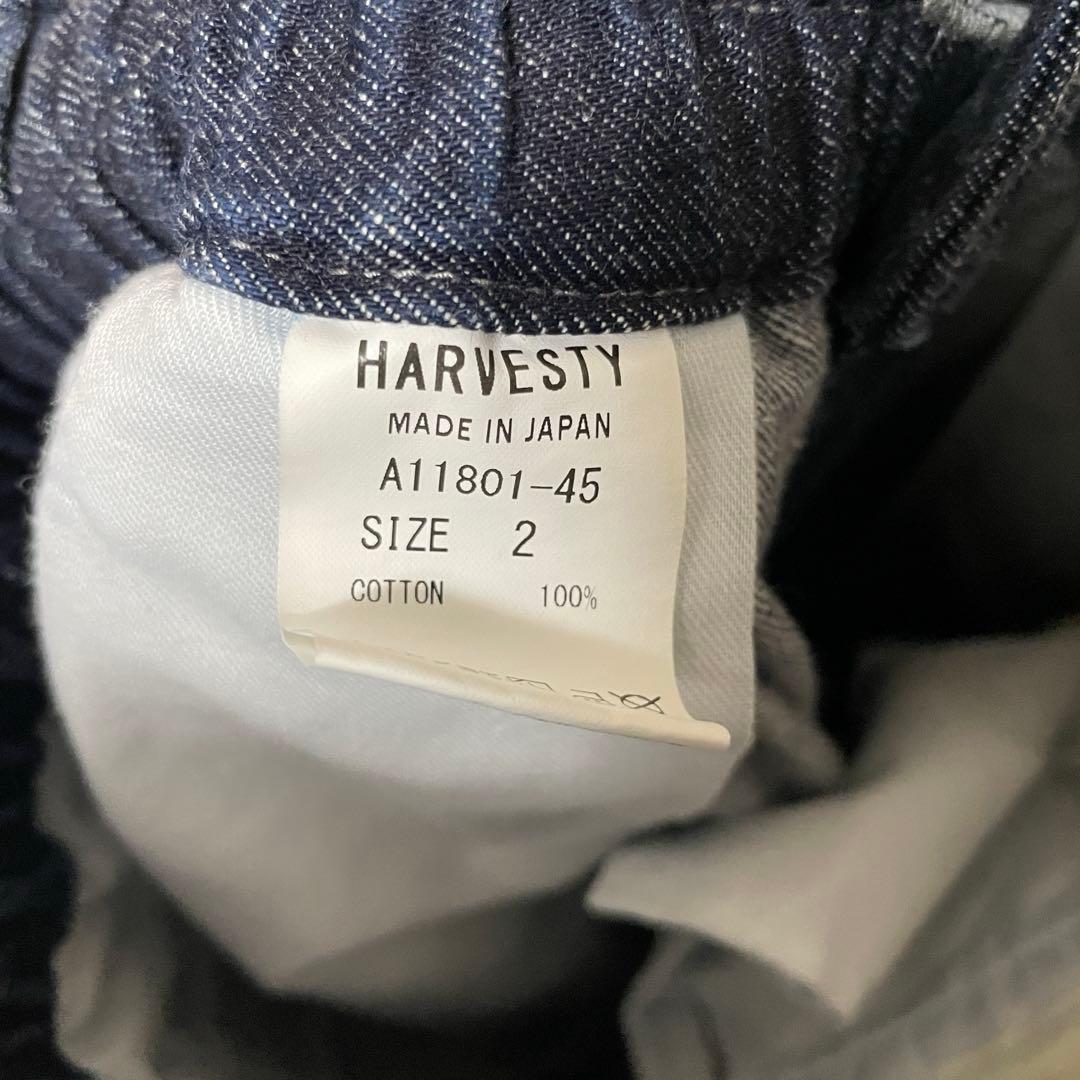 HARVESTY
MADE IN JAPAN
A11801-45
SIZE 2
COTTON 100%